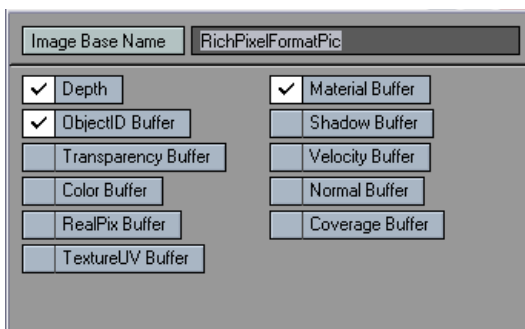 Image Base Name RichPixelFormatPic
Depth Material Buffer
ObjectID Buffer Shadow Buffer
Transparency Buffer Velocity Buffer
Color Buffer Normal Buffer
RealPix Buffer Coverage Buffer
TextureUV Buffer